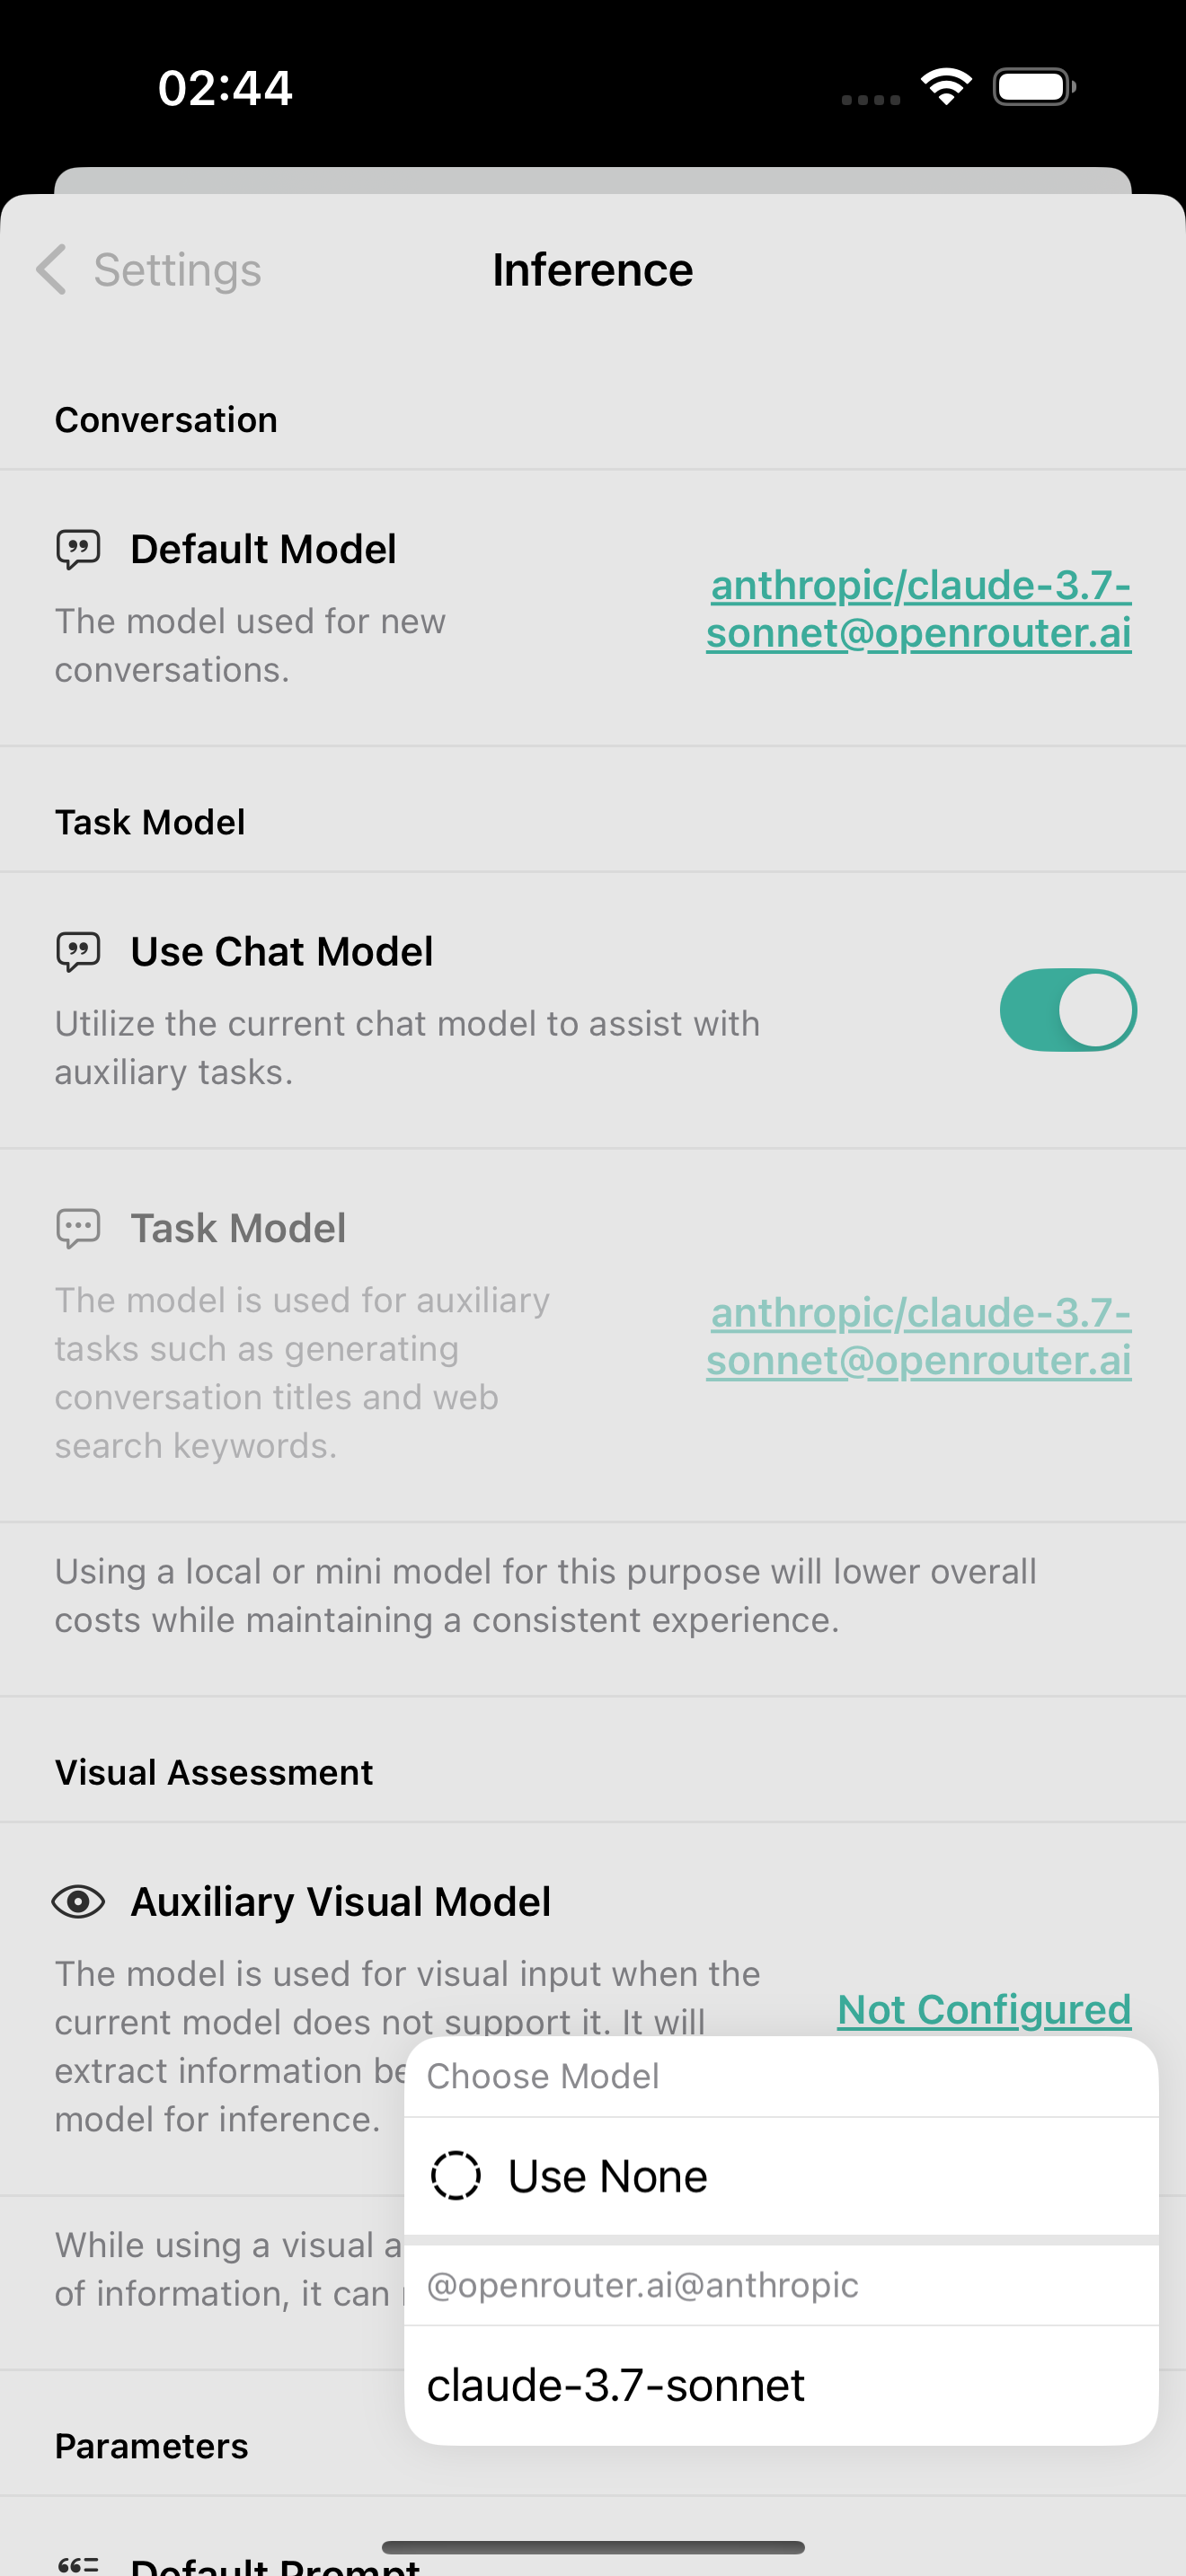 02:44
Settings
Inference
Conversation
Default Model
The model used for new
conversations.
anthropic/claude-3.7-
sonnet@openrouter.ai
Task Model
Use Chat Model
Utilize the current chat model to assist with
auxiliary tasks.
Task Model
The model is used for auxiliary
tasks such as generating
conversation titles and web
search keywords.
anthropic/claude-3.7-
sonnet@openrouter.ai
Using a local or mini model for this purpose will lower overall
costs while maintaining a consistent experience.
Visual Assessment
Auxiliary Visual Model
The model is used for visual input when the
current model does not support it. It will
extract information be
model for inference.
Not Configured
Choose Model
Use None
@openrouter.ai@anthropic
claude-3.7-sonnet
While using a visual a
of information, it can
Parameters
Default Prompt